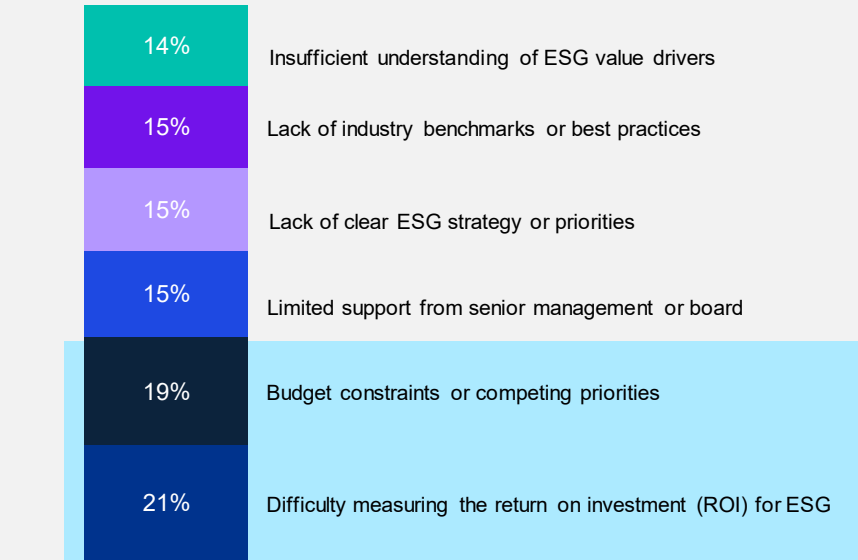 14%
Insufficient understanding of ESG value drivers
15%
Lack of industry benchmarks or best practices
15%
Lack of clear ESG strategy or priorities
15%
Limited support from senior management or board
19%
Budget constraints or competing priorities
21%
Difficulty measuring the return on investment (ROI) for ESG